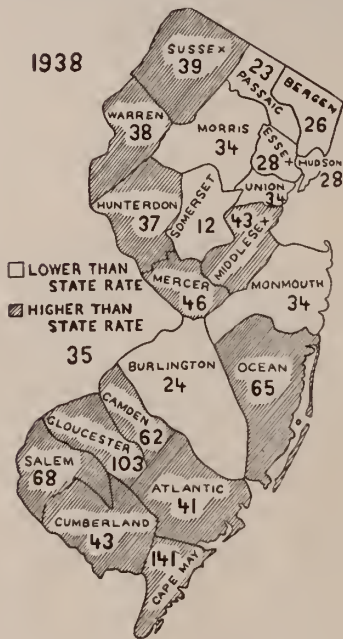 1938
SUSSEX
39
23
PASSAIC
BERGEN
26
WARREN
38
MORRIS
34
ESSEX
28
HUDSON
28
UNION
34
HUNTERDON
37
SOMERSET
12
43
MIDDLESEX
MERCER
46
MONMOUTH
34
LOWER THAN
STATE RATE
HIGHER THAN
STATE RATE
35
BURLINGTON
24
OCEAN
65
CAMDEN
62
GLOUCESTER
103
SALEM
68
ATLANTIC
41
CUMBERLAND
43
141
CAPE MAY